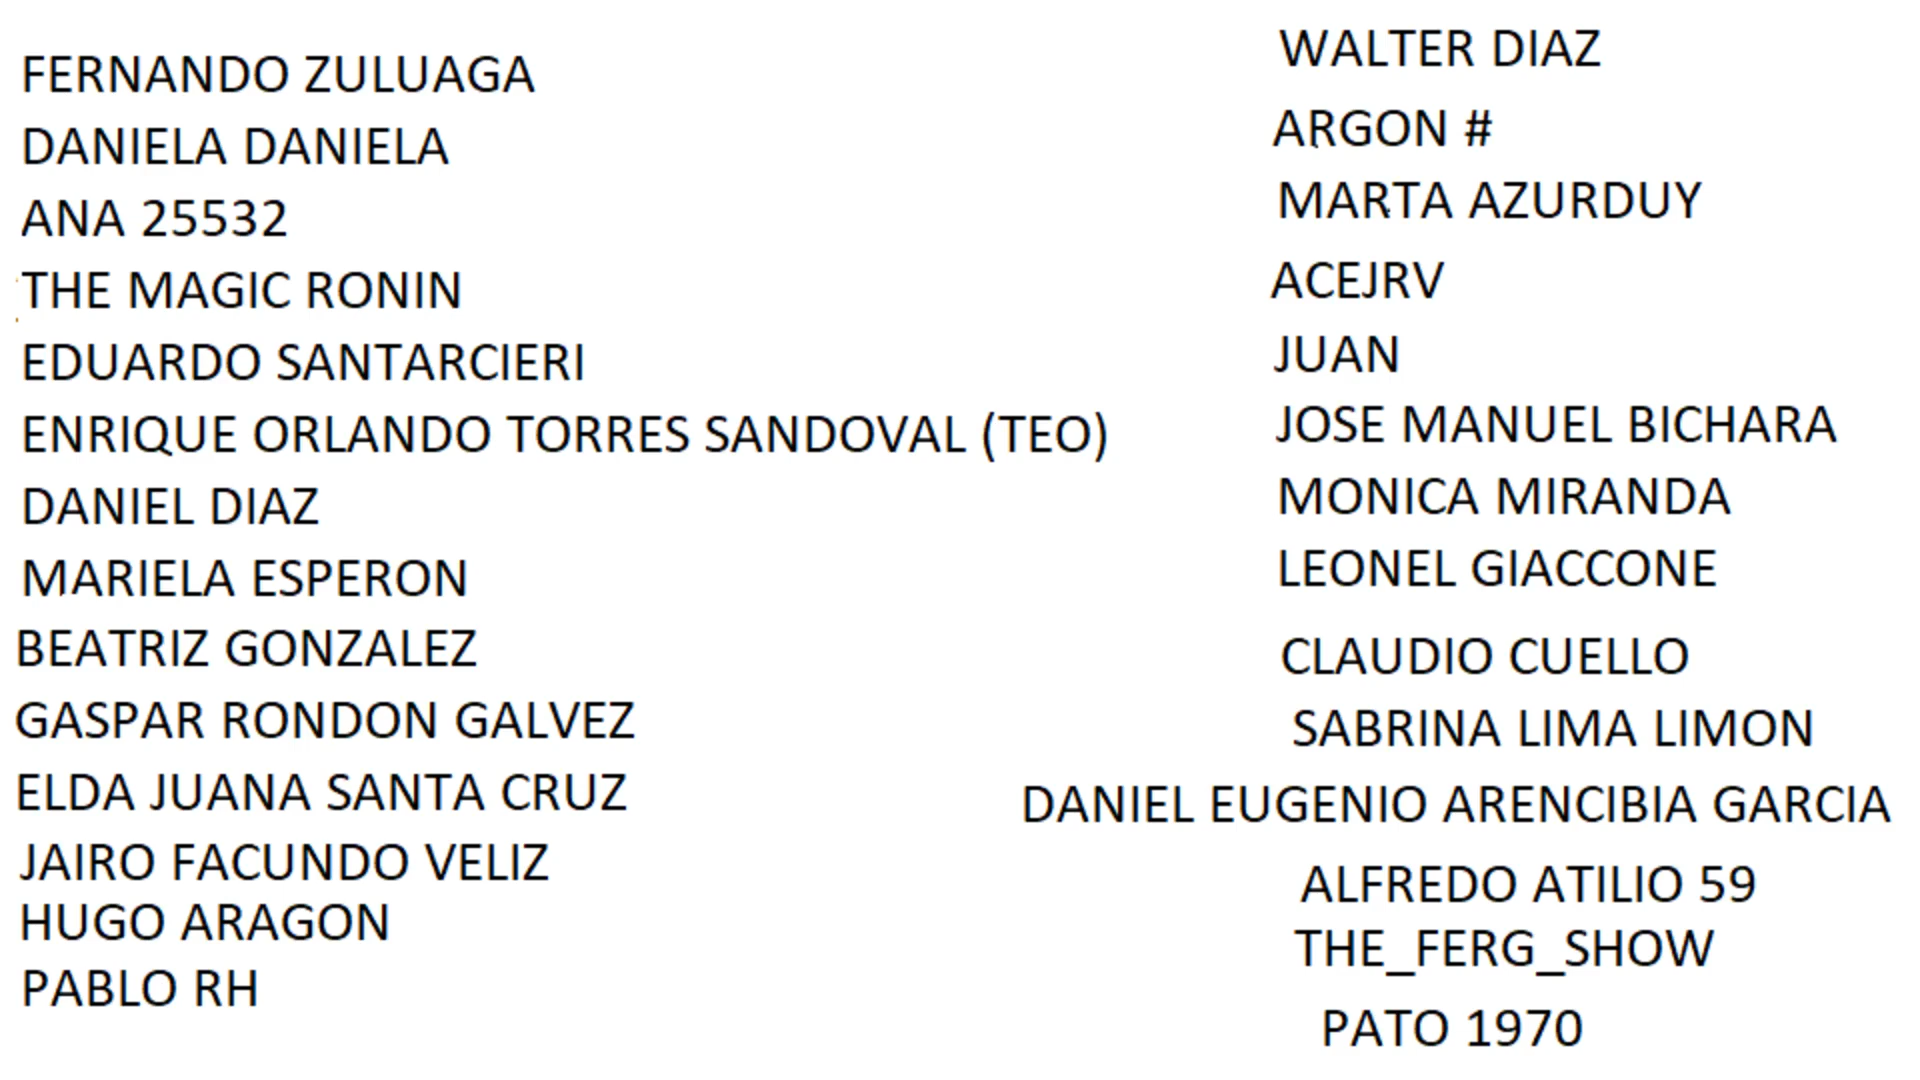 FERNANDO ZULUAGA
DANIELA DANIELA
ANA 25532
THE MAGIC RONIN
EDUARDO SANTARCIERI
ENRIQUE ORLANDO TORRES SANDOVAL (TEO)
DANIEL DIAZ
MARIELA ESPERON
BEATRIZ GONZALEZ
GASPAR RONDON GALVEZ
ELDA JUANA SANTA CRUZ
JAIRO FACUNDO VELIZ
HUGO ARAGON
PABLO RH
WALTER DIAZ
ARGON #
MARTA AZURDUY
ACEJRV
JUAN
JOSE MANUEL BICHARA
MONICA MIRANDA
LEONEL GIACCONE
CLAUDIO CUELLO
SABRINA LIMA LIMON
DANIEL EUGENIO ARENCIBIA GARCIA
ALFREDO ATILIO 59
THE_FERG_SHOW
PATO 1970